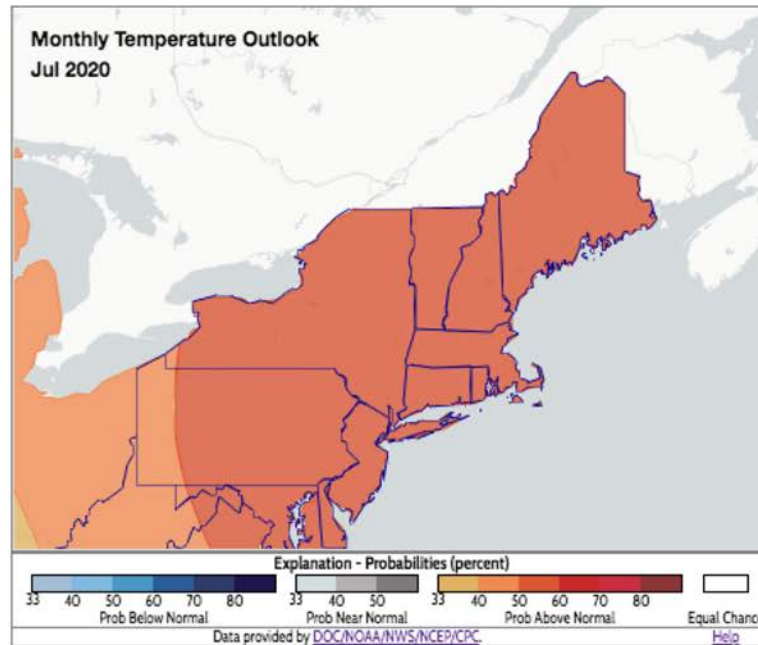 Monthly Temperature Outlook
Jul 2020
Explanation - Probabilities (percent)
33 40 50 60 70 80 33 40 50 33 40 50 60 70 80
Prob Below Normal Prob Near Normal Prob Above Normal Equal Chanc
Data provided by DOC/NOAA/NWS/NCEP/CPC. Help